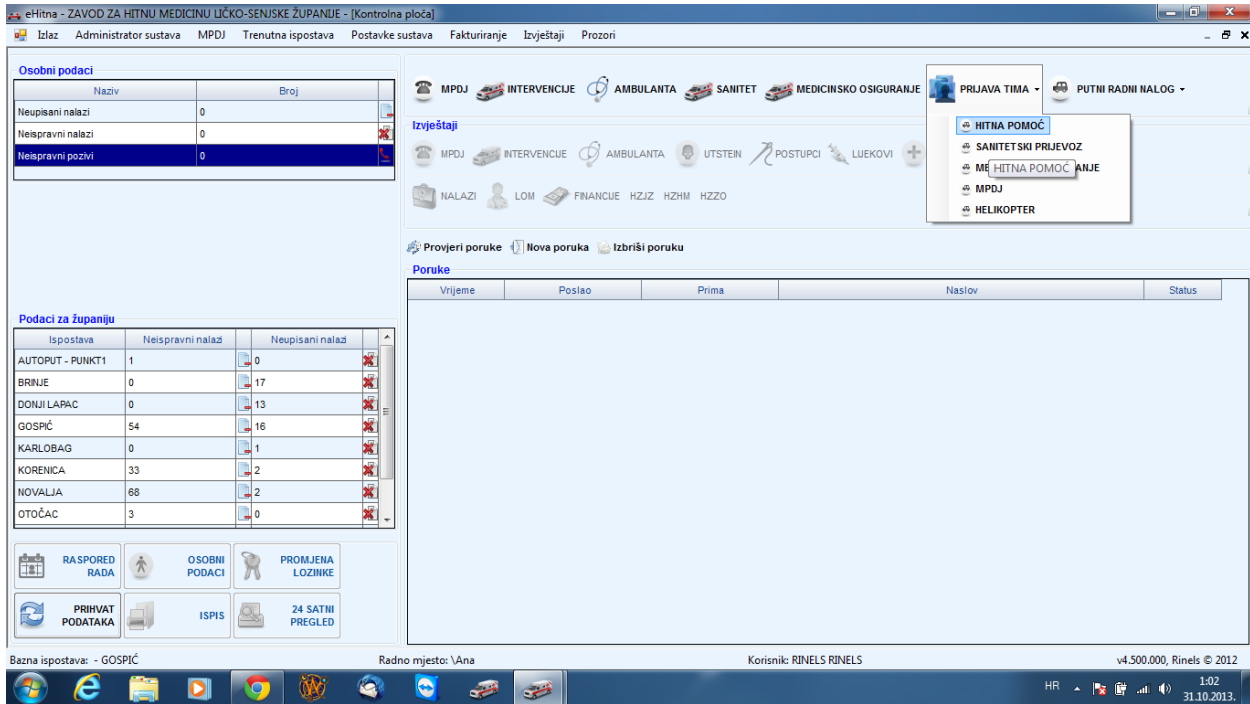 eHitna - ZAVOD ZA HITNU MEDICINU LIČKO-SENJSKE ŽUPANIJE - [Kontrolna ploča]
Izlaz Administrator sustava MPDJ Trenutna ispostava Postavke sustava Fakturiranje Izvještaji Prozori
Osobni podaci
Naziv Broj
Neupisani nalazi 0
Neispravni nalazi 0
Neispravni pozivi 0
MPDJ INTERVENCIJE AMBULANTA SANITET MEDICINSKO OSIGURANJE PRIJAVA TIMA PUTNI RADNI NALOG
HITNA POMOĆ
SANITETSKI PRIJEVOZ
ME HITNA POMOĆ ANJE
MPDJ
HELIKOPTER
Izvještaji
MPDJ INTERVENCIJE AMBULANTA UTSTEIN POSTUPCI LIJEKOVI
NALAZI LOM FINANCIJE HZJZ HZHM HZZO
Provjeri poruke Nova poruka Izbriši poruku
Poruke
Vrijeme Poslao Prima Naslov Status
Podaci za županiju
Ispostava Neispravni nalazi Neupisani nalazi
AUTOPUT - PUNKT1 1 0
BRINJE 0 17
DONJI LAPAC 0 13
GOSPIĆ 54 16
KARLOBAG 0 1
KORENICA 33 2
NOVALJA 68 2
OTOČAC 3 0
RASPORED RADA
OSOBNI PODACI
PROMJENA LOZINKE
PRIHVAT PODATAKA
ISPIS
24 SATNI PREGLED
Bazna ispostava: - GOSPIĆ Radno mjesto: \Ana Korisnik: RINELS RINELS v4.500.000, Rinels © 2012
HR 1:02
31.10.2013.